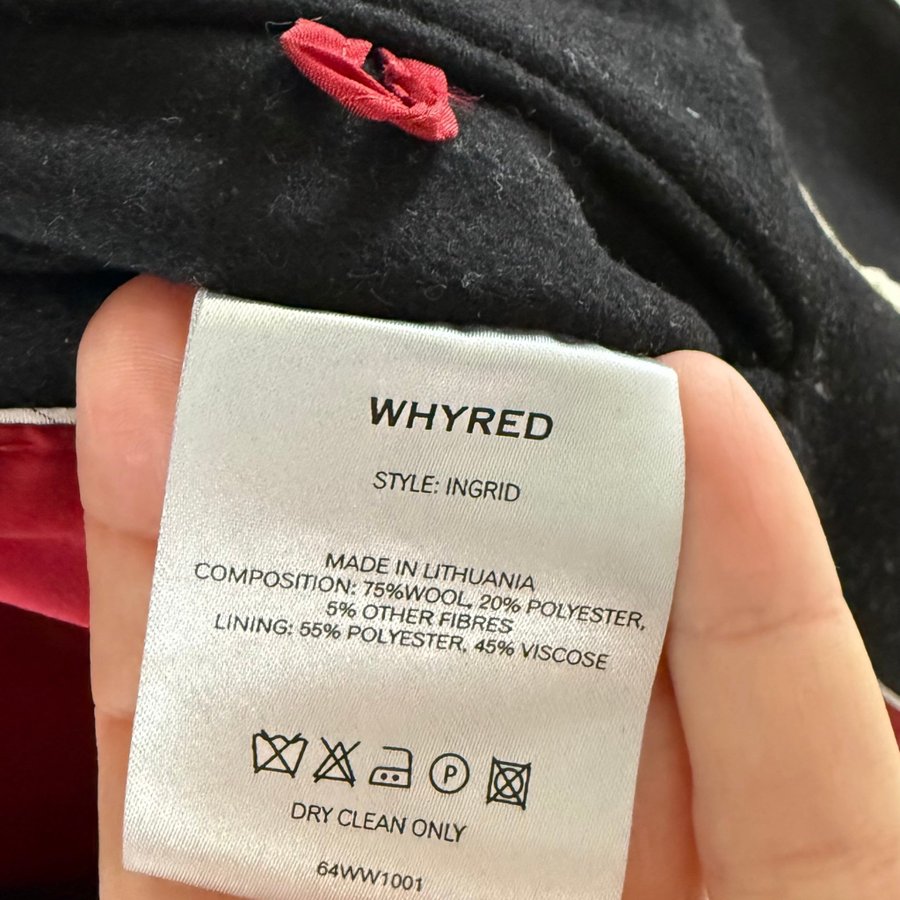 WHYRED
STYLE: INGRID
MADE IN LITHUANIA
COMPOSITION: 75%WOOL, 20% POLYESTER,
5% OTHER FIBRES
LINING: 55% POLYESTER, 45% VISCOSE
P
DRY CLEAN ONLY
64WW1001